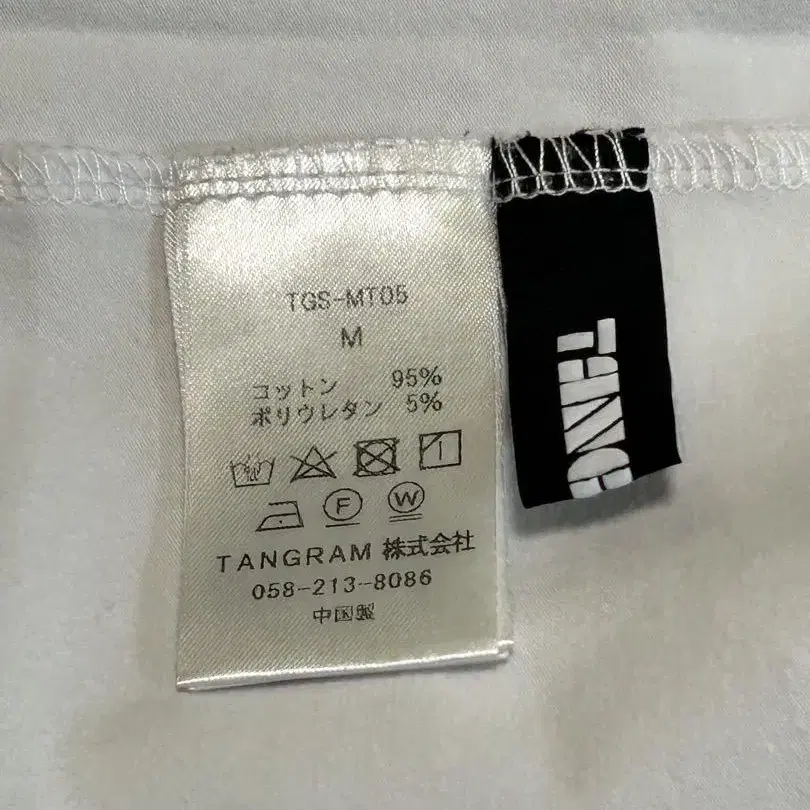 TGS-MT05
M
コットン 95%
ポリウレタン 5%
F W
TANGRAM 株式会社
058-213-8086
中国製
TANG